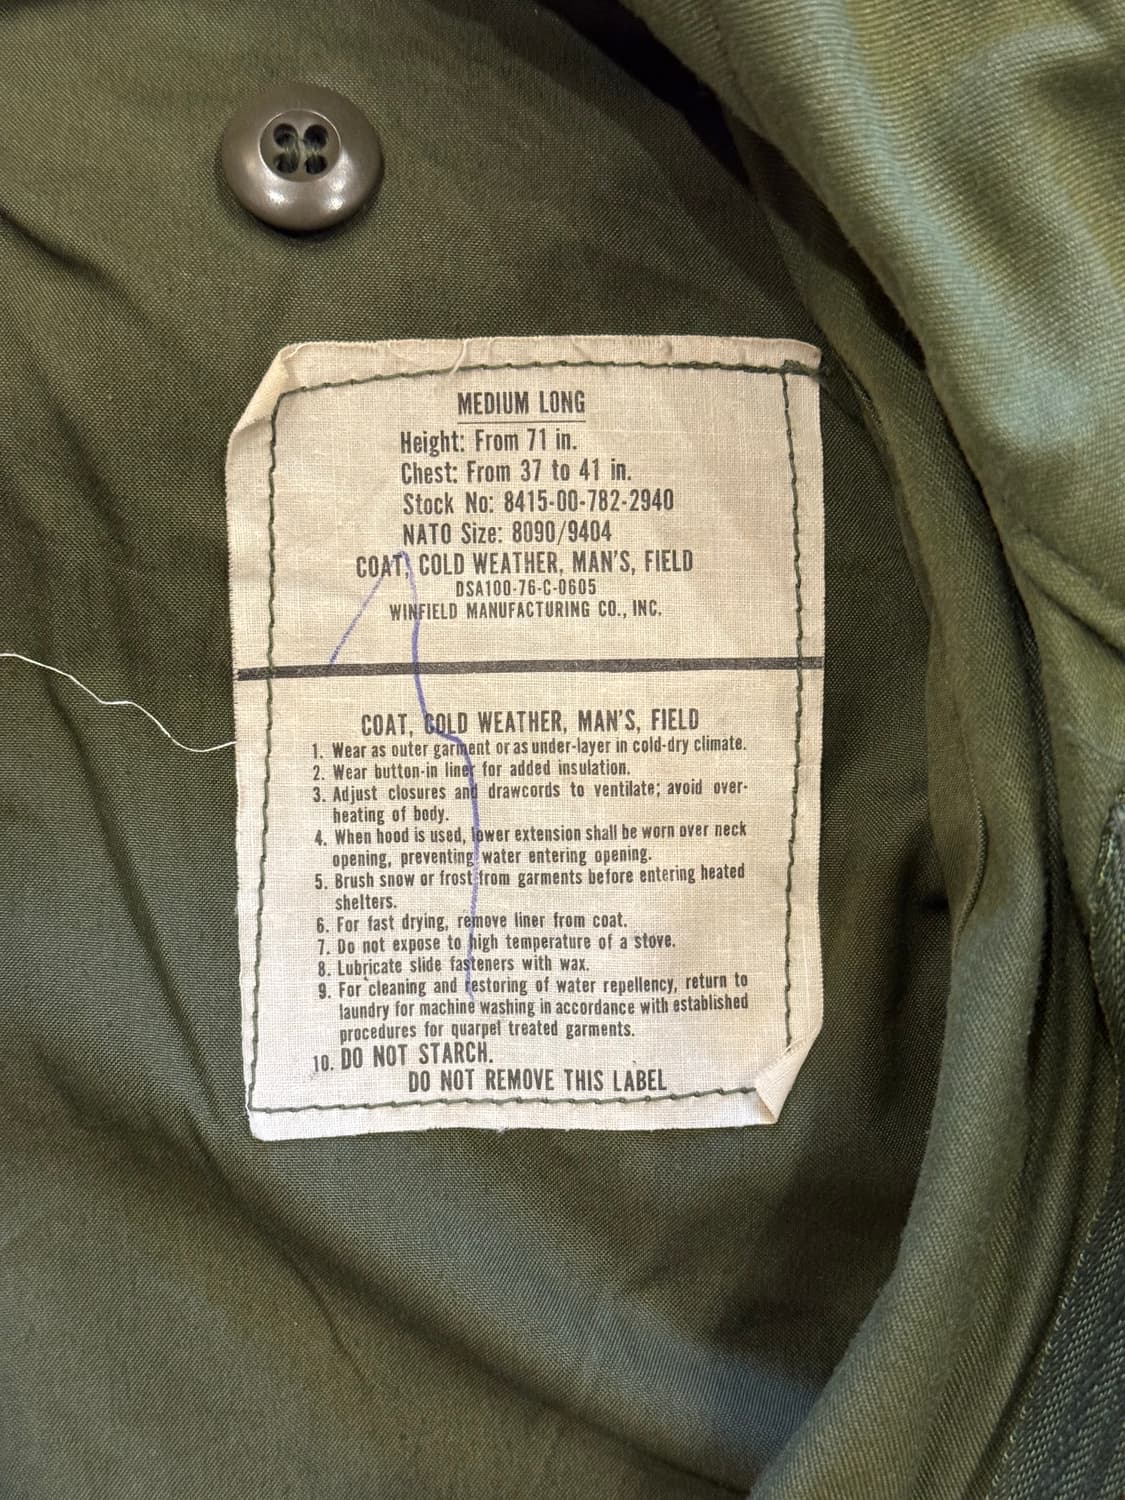 MEDIUM LONG
Height: From 71 in.
Chest: From 37 to 41 in.
Stock No: 8415-00-782-2940
NATO Size: 8090/9404
COAT, COLD WEATHER, MAN'S, FIELD
DSA100-76-C-0605
WINFIELD MANUFACTURING CO., INC.
COAT, COLD WEATHER, MAN'S, FIELD
1. Wear as outer garment or as under-layer in cold-dry climate.
2. Wear button-in liner for added insulation.
3. Adjust closures and drawcords to ventilate; avoid over-
heating of body.
4. When hood is used, lower extension shall be worn over neck
opening, preventing water entering opening.
5. Brush snow or frost from garments before entering heated
shelters.
6. For fast drying, remove liner from coat.
7. Do not expose to high temperature of a stove.
8. Lubricate slide fasteners with wax.
9. For cleaning and restoring of water repellency, return to
laundry for machine washing in accordance with established
procedures for quarpel treated garments.
10. DO NOT STARCH.
DO NOT REMOVE THIS LABEL